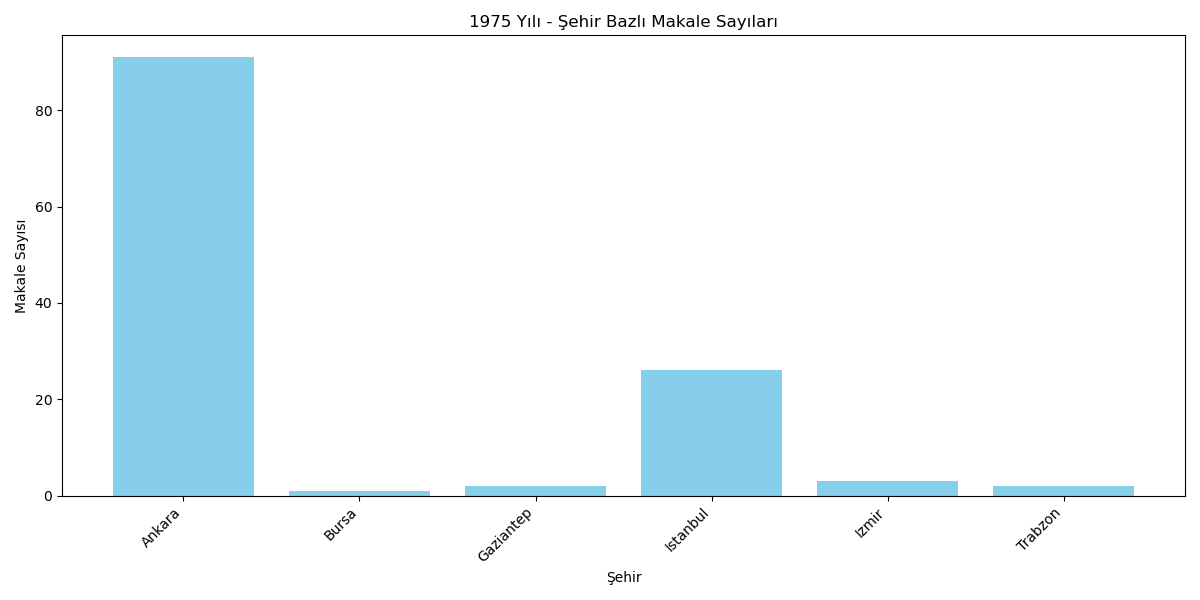 1975 Yılı - Şehir Bazlı Makale Sayıları
Makale Sayısı
80
60
40
20
0
Ankara
Bursa
Gaziantep
Istanbul
Izmir
Trabzon
Şehir